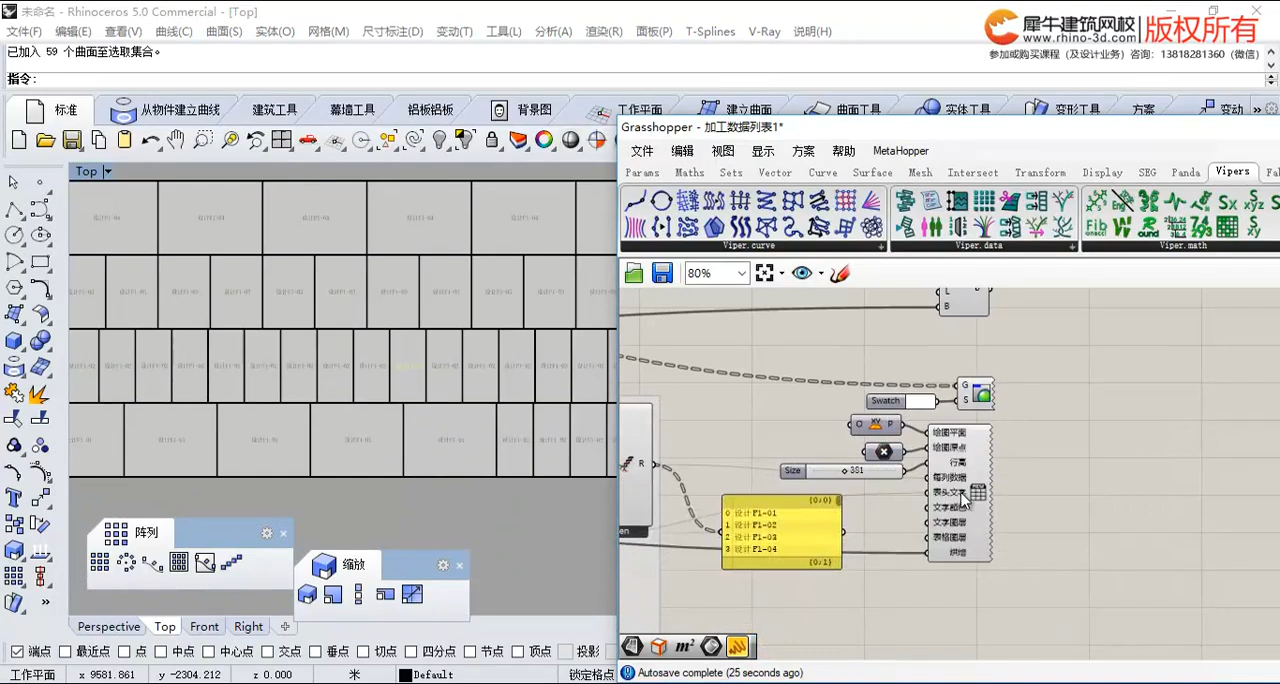 未命名 - Rhinoceros 5.0 Commercial - [Top]
文件(F) 编辑(E) 查看(V) 曲线(C) 曲面(S) 实体(O) 网格(M) 尺寸标注(D) 变动(T) 工具(L) 分析(A) 渲染(R) 面板(P) T-Splines V-Ray 说明(H)
犀牛建筑网校 版权所有
www.rhino-3d.com
参加或购买课程（及设计业务）咨询：13818281360（微信）
已加入 59 个曲面至选取集合。
指令:
标准 从物件建立曲线 建筑工具 幕墙工具 铝板铝板 背景图 工作平面 建立曲面 曲面工具 实体工具 变形工具 方案 变动
Top
Grasshopper - 加工数据列表1*
文件 编辑 视图 显示 方案 帮助 MetaHopper
Params Maths Sets Vector Curve Surface Mesh Intersect Transform Display SEG Panda Vipers Fa
Viper.curve Viper.data Viper.math
80%
L
B
G
S
Swatch
O P
Size 351
绘图平面
绘图原点
行高
每列数据
表头文本
文字图层
表格图层
烘焙
R
en
{0;0}
0 设计F1-01
1 设计F1-02
2 设计F1-03
3 设计F1-04
{0;1}
阵列
缩放
Perspective Top Front Right
端点 最近点 点 中点 中心点 交点 垂点 切点 四分点 节点 顶点 投影
工作平面 x 9581.861 y -2304.212 z 0.000 米 Default 锁定格点
Autosave complete (25 seconds ago)